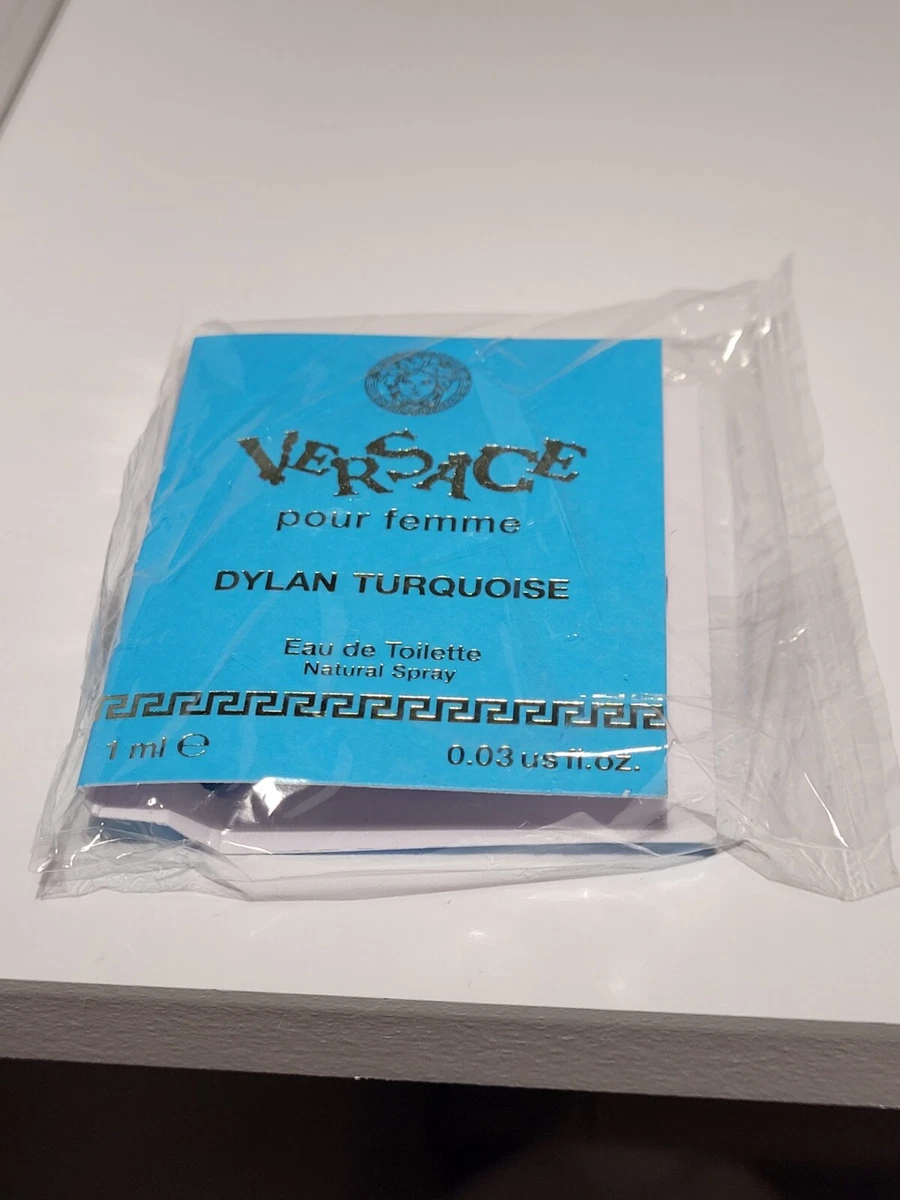 VERSACE
pour femme
DYLAN TURQUOISE
Eau de Toilette
Natural Spray
1 ml ℮ 0.03 us fl.oz.